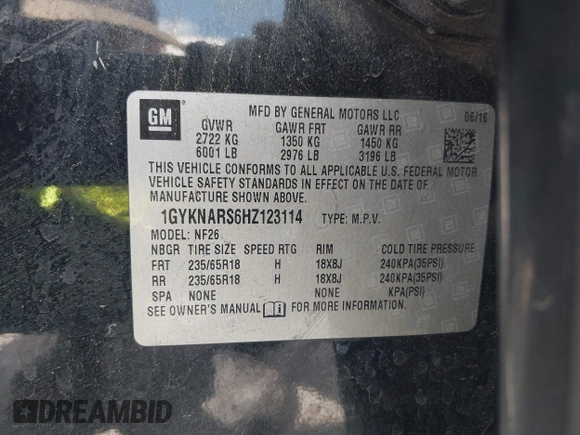 GM
MFD BY GENERAL MOTORS LLC 06/16
GVWR GAWR FRT GAWR RR
2722 KG 1350 KG 1450 KG
6001 LB 2976 LB 3196 LB
THIS VEHICLE CONFORMS TO ALL APPLICABLE U.S. FEDERAL MOTOR
VEHICLE SAFETY STANDARDS IN EFFECT ON THE DATE OF
MANUFACTURE SHOWN ABOVE.
1GYKNARS6HZ123114 TYPE: M.P.V.
MODEL: NF26
NBGR TIRE SIZE SPEED RTG RIM COLD TIRE PRESSURE
FRT 235/65R18 H 18X8J 240KPA(35PSI)
RR 235/65R18 H 18X8J 240KPA(35PSI)
SPA NONE NONE KPA(PSI)
SEE OWNER'S MANUAL i FOR MORE INFORMATION.
DREAMBID